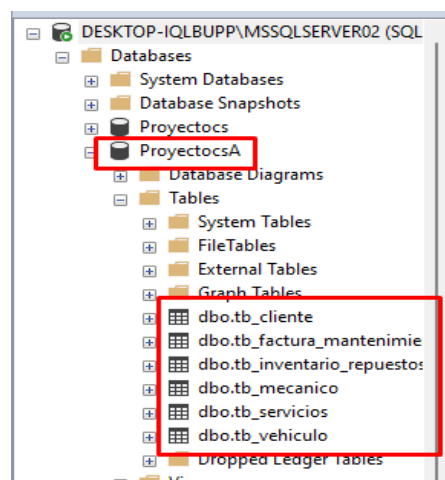 DESKTOP-IQLBUPP\MSSQLSERVER02 (SQL
Databases
System Databases
Database Snapshots
Proyectocs
ProyectocsA
Database Diagrams
Tables
System Tables
FileTables
External Tables
Graph Tables
dbo.tb_cliente
dbo.tb_factura_mantenimie
dbo.tb_inventario_repuestos
dbo.tb_mecanico
dbo.tb_servicios
dbo.tb_vehiculo
Dropped Ledger Tables